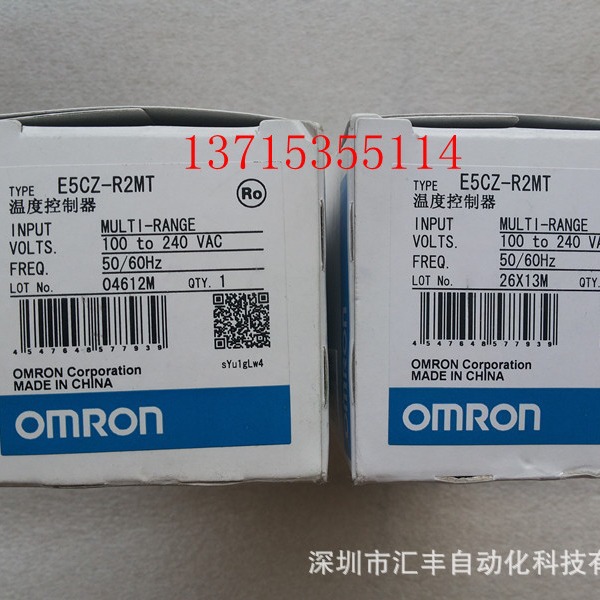 13715355114
TYPE E5CZ-R2MT
温度控制器
Ro
INPUT MULTI-RANGE
VOLTS. 100 to 240 VAC
FREQ. 50/60Hz
LOT No. 04612M QTY. 1
4547648577939
sYu1gLw4
OMRON Corporation
MADE IN CHINA
OMRON
TYPE E5CZ-R2MT
温度控制器
INPUT MULTI-RANGE
VOLTS. 100 to 240 VA
FREQ. 50/60Hz
LOT No. 26X13M QTY.
4547648577939
OMRON Corporation
MADE IN CHINA
OMRON
深圳市汇丰自动化科技有